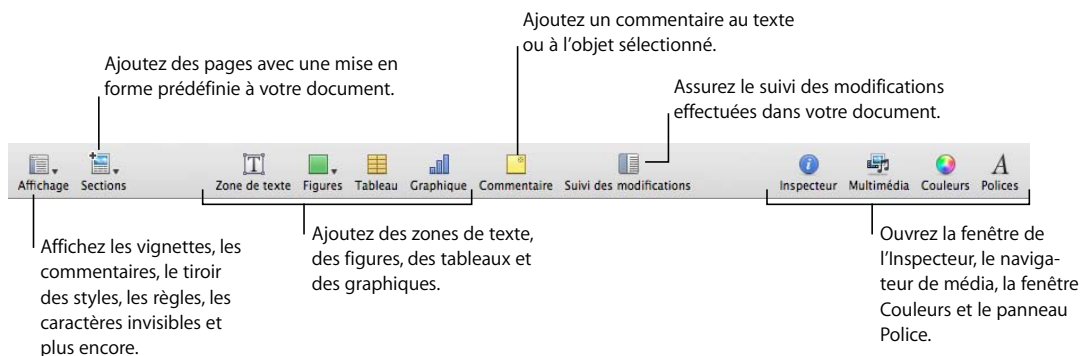 Ajoutez un commentaire au texte
ou à l'objet sélectionné.
Ajoutez des pages avec une mise en
forme prédéfinie à votre document.
Assurez le suivi des modifications
effectuées dans votre document.
Affichage
Sections
Zone de texte
Figures
Tableau
Graphique
Commentaire
Suivi des modifications
Inspecteur
Multimédia
Couleurs
Polices
Affichez les vignettes, les
commentaires, le tiroir
des styles, les règles, les
caractères invisibles et
plus encore.
Ajoutez des zones de texte,
des figures, des tableaux et
des graphiques.
Ouvrez la fenêtre de
l'Inspecteur, le naviga-
teur de média, la fenêtre
Couleurs et le panneau
Police.